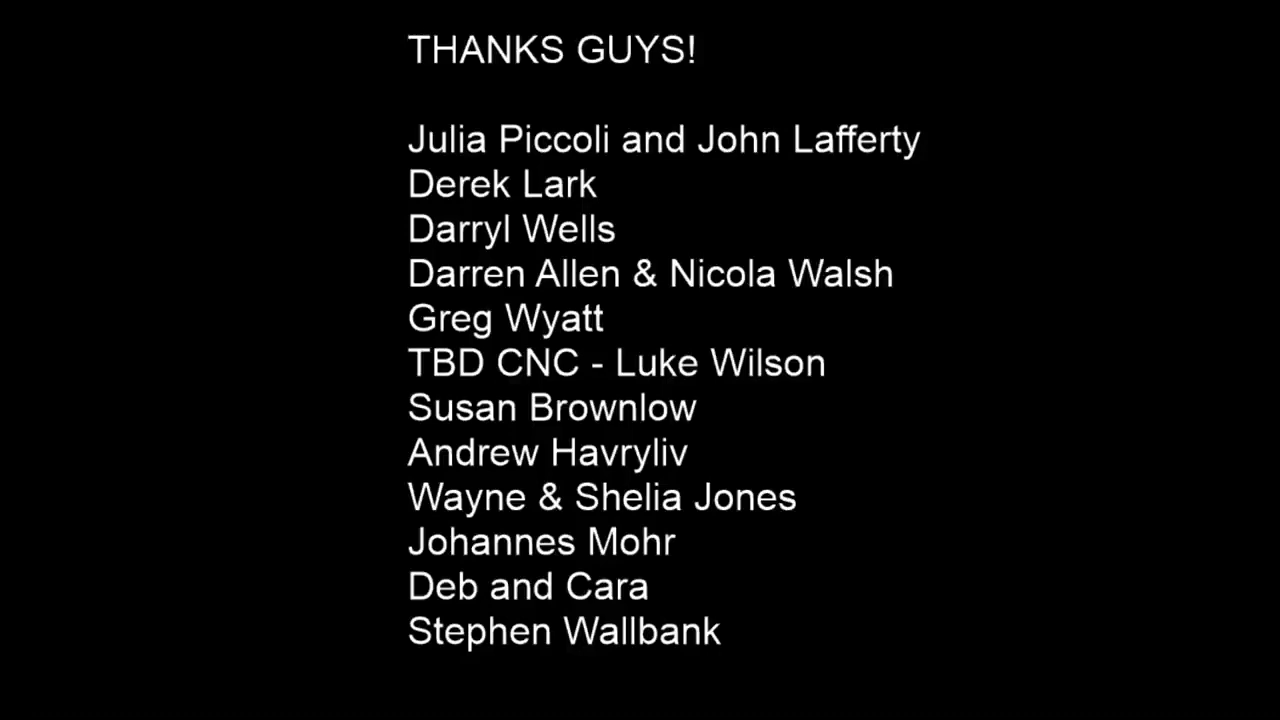 THANKS GUYS!
Julia Piccoli and John Lafferty
Derek Lark
Darryl Wells
Darren Allen & Nicola Walsh
Greg Wyatt
TBD CNC - Luke Wilson
Susan Brownlow
Andrew Havryliv
Wayne & Shelia Jones
Johannes Mohr
Deb and Cara
Stephen Wallbank